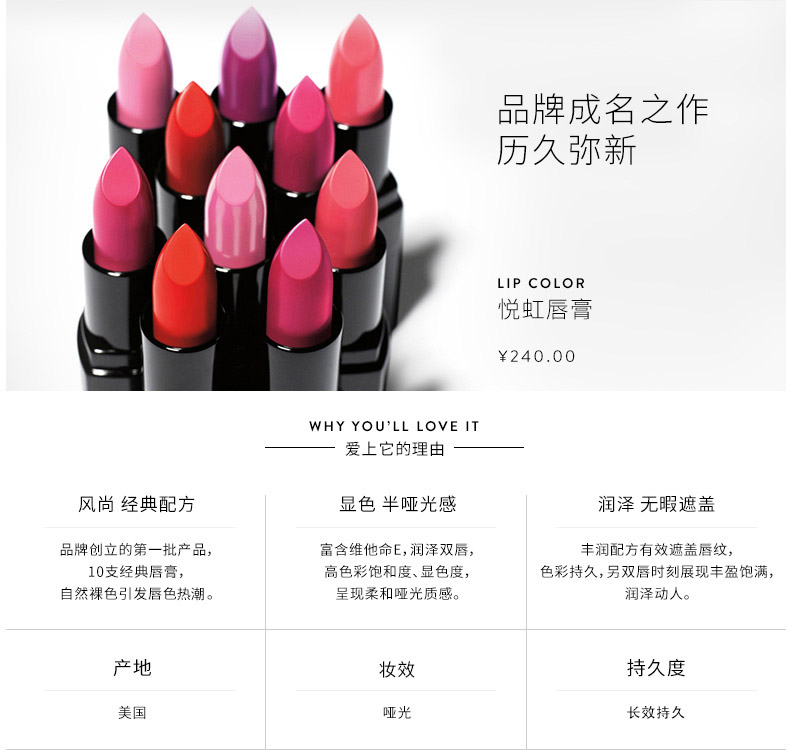 品牌成名之作
历久弥新
LIP COLOR
悦虹唇膏
¥240.00
WHY YOU'LL LOVE IT
爱上它的理由
风尚 经典配方
品牌创立的第一批产品，
10支经典唇膏，
自然裸色引发唇色热潮。
显色 半哑光感
富含维他命E，润泽双唇，
高色彩饱和度、显色度，
呈现柔和哑光质感。
润泽 无暇遮盖
丰润配方有效遮盖唇纹，
色彩持久，另双唇时刻展现丰盈饱满，
润泽动人。
产地
美国
妆效
哑光
持久度
长效持久